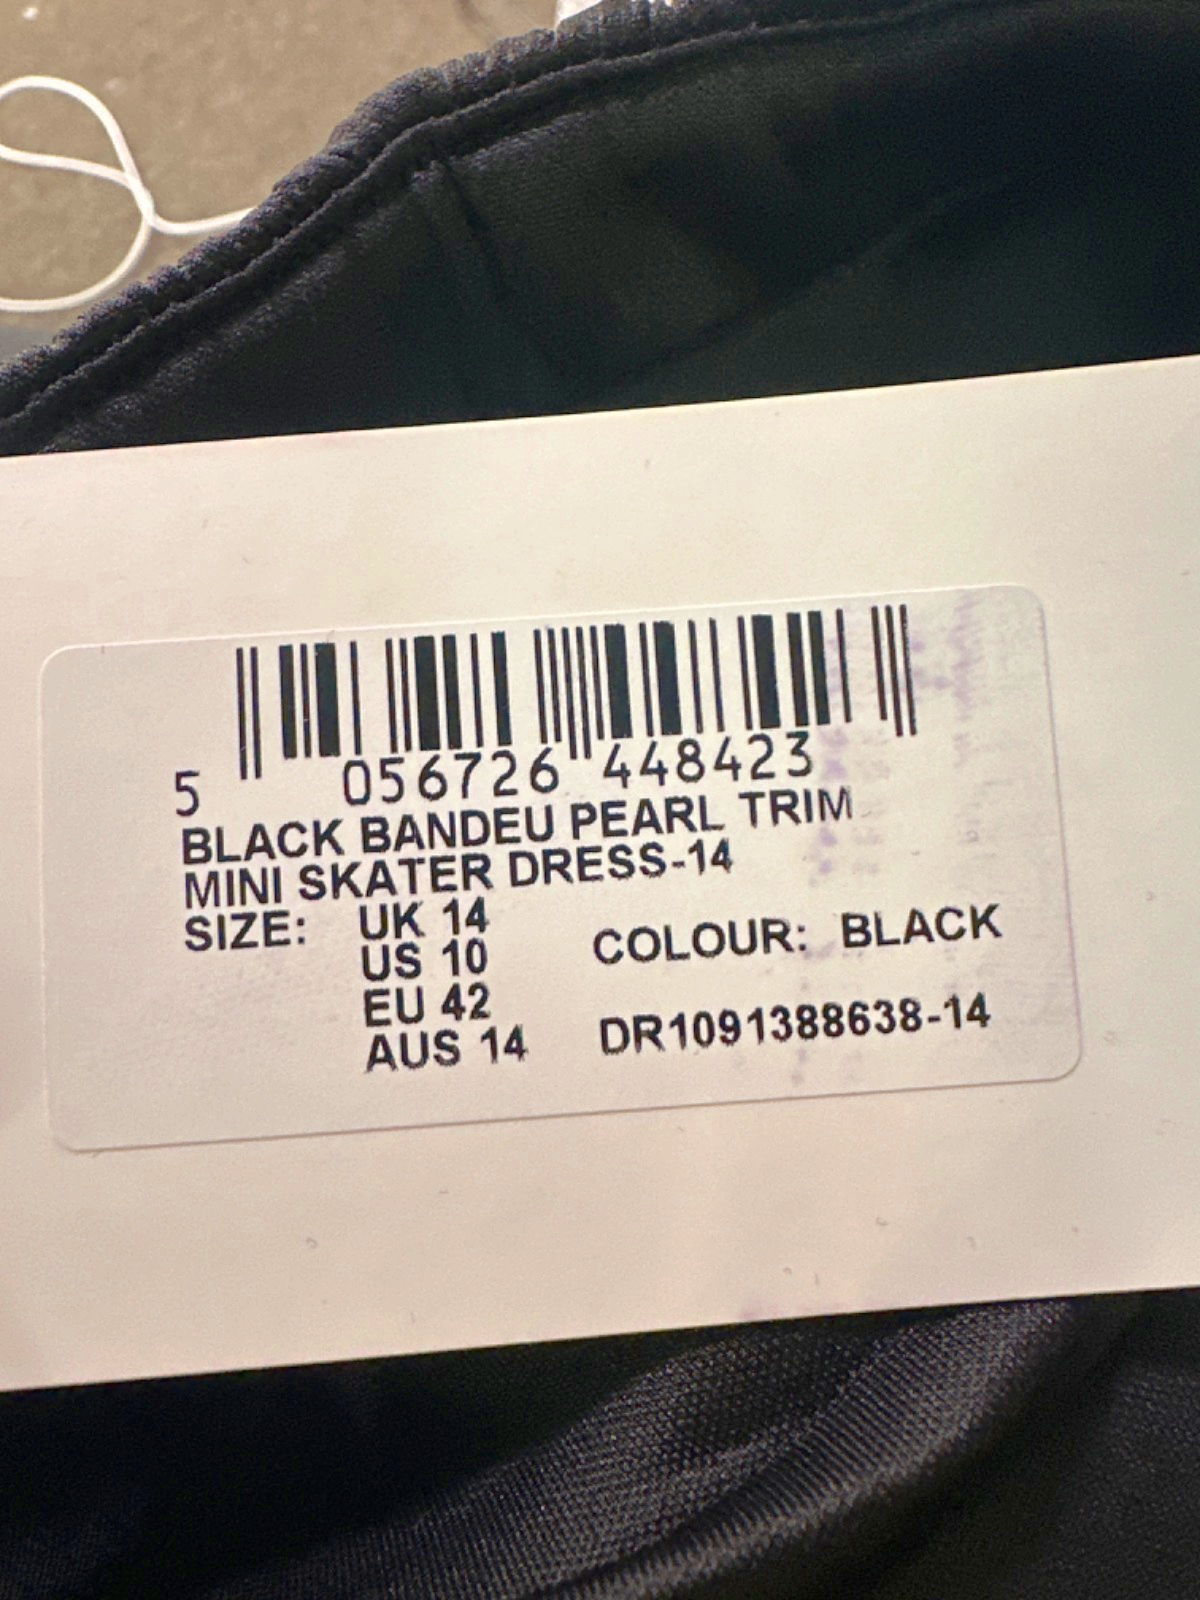 5 056726 448423
BLACK BANDEU PEARL TRIM
MINI SKATER DRESS-14
SIZE: UK 14
US 10 COLOUR: BLACK
EU 42
AUS 14 DR1091388638-14